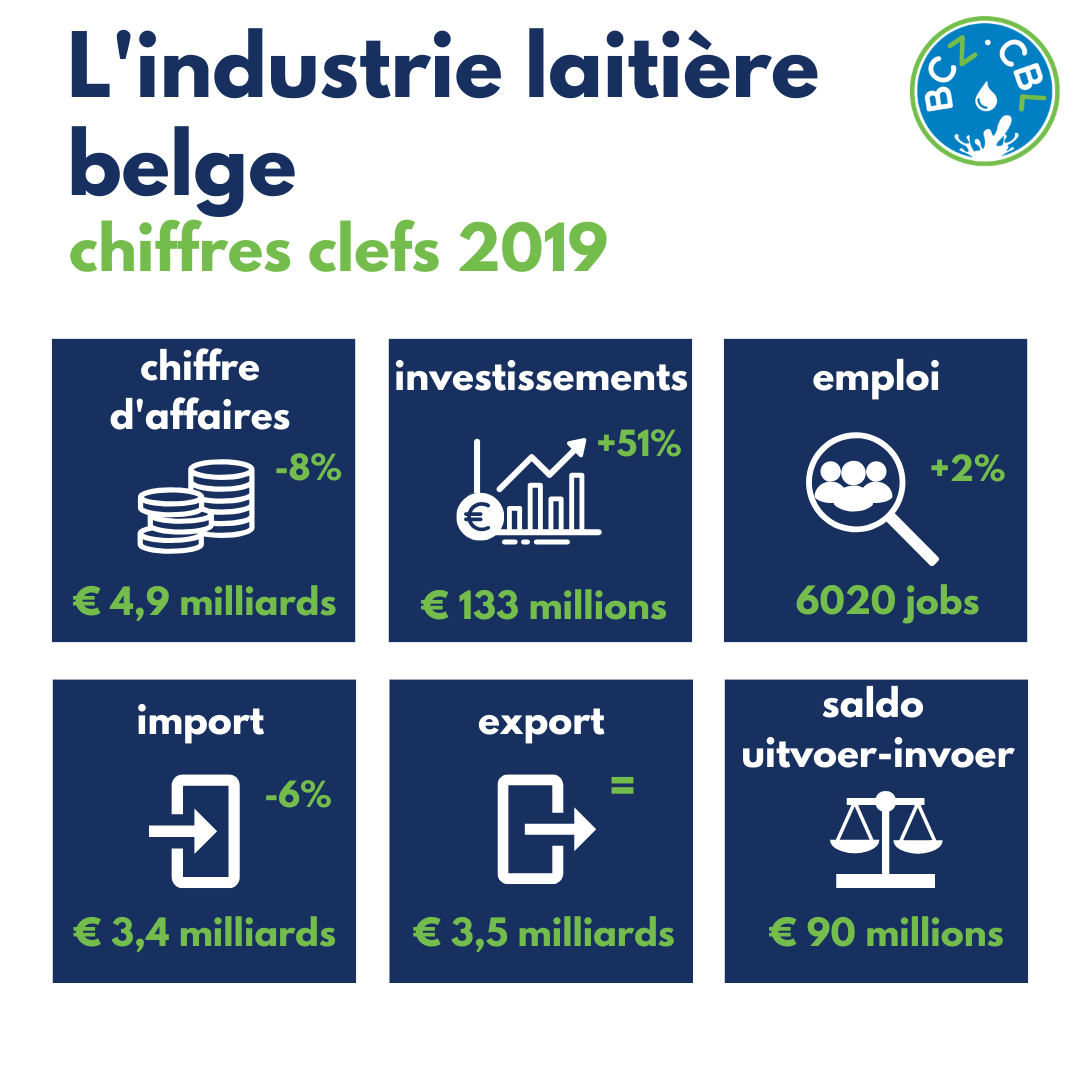 L'industrie laitière
belge
chiffres clefs 2019
BCZ · CBL
chiffre
d'affaires
-8%
€ 4,9 milliards
investissements
+51%
€
€ 133 millions
emploi
+2%
6020 jobs
import
-6%
€ 3,4 milliards
export
=
€ 3,5 milliards
saldo
uitvoer-invoer
€ 90 millions